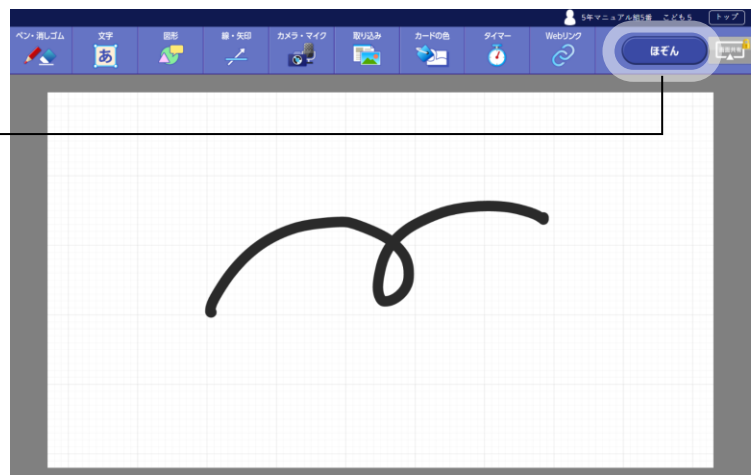 5年マニュアル組5番 こども5 トップ
ペン・消しゴム 文字 図形 線・矢印 カメラ・マイク 取り込み カードの色 タイマー Webリンク
あ
ほぞん